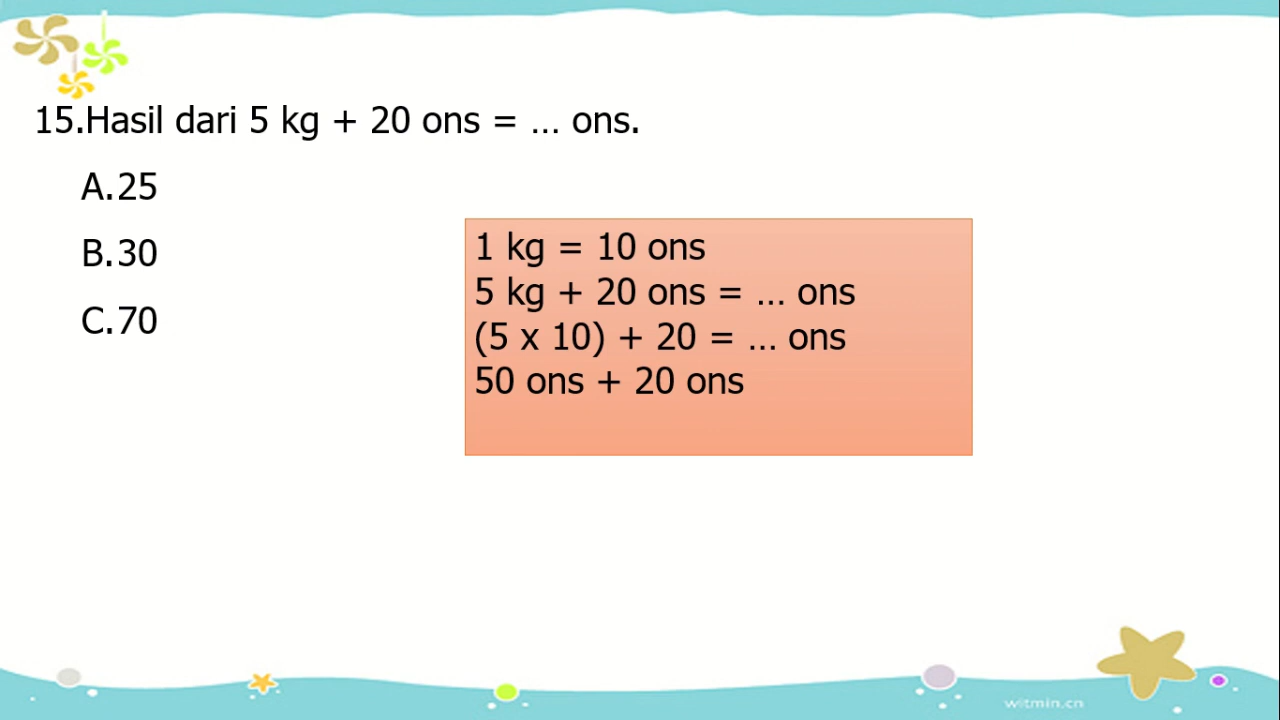 15.Hasil dari 5 kg + 20 ons = ... ons.
A.25
B.30
C.70
1 kg = 10 ons
5 kg + 20 ons = ... ons
(5 x 10) + 20 = ... ons
50 ons + 20 ons
witmin.cn